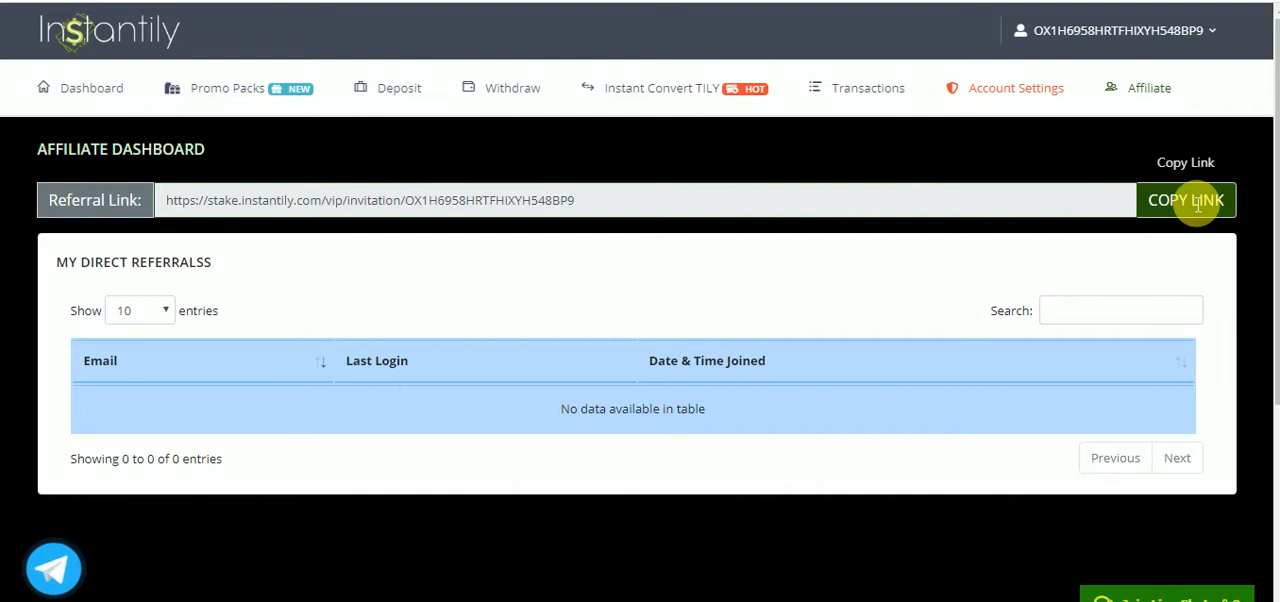 In$tantily
OX1H6958HRTFHIXYH548BP9
Dashboard Promo Packs NEW Deposit Withdraw Instant Convert TILY HOT Transactions Account Settings Affiliate
AFFILIATE DASHBOARD
Copy Link
Referral Link: https://stake.instantily.com/vip/invitation/OX1H6958HRTFHIXYH548BP9 COPY LINK
MY DIRECT REFERRALSS
Show 10 entries Search:
Email Last Login Date & Time Joined
No data available in table
Showing 0 to 0 of 0 entries
Previous Next